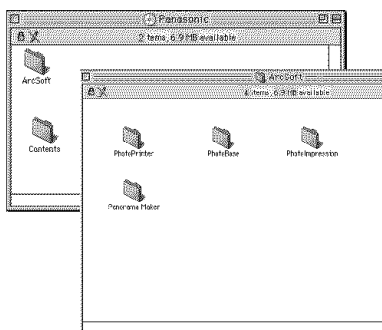 Panasonic
2 items, 6.9 MB available
ArcSoft
Contents
ArcSoft
4 items, 6.9 MB available
PhotoPrinter
PhotoBase
PhotoImpression
Panorama Maker